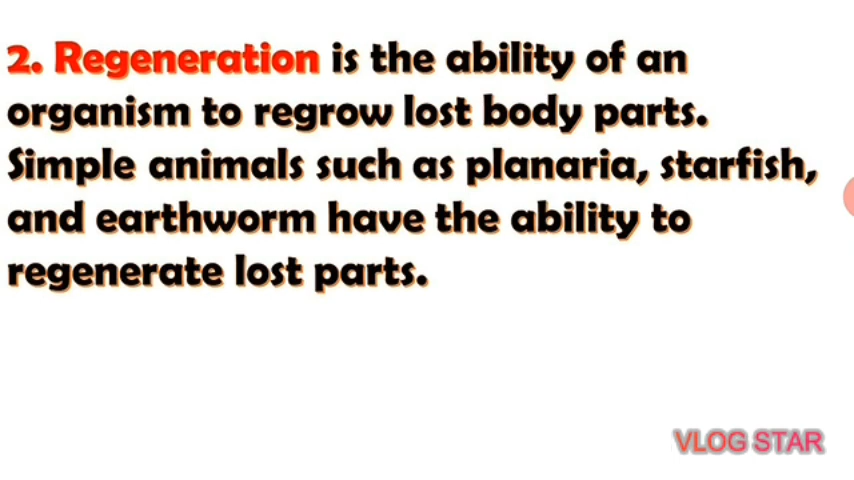 2. Regeneration is the ability of an
organism to regrow lost body parts.
Simple animals such as planaria, starfish,
and earthworm have the ability to
regenerate lost parts.
VLOG STAR